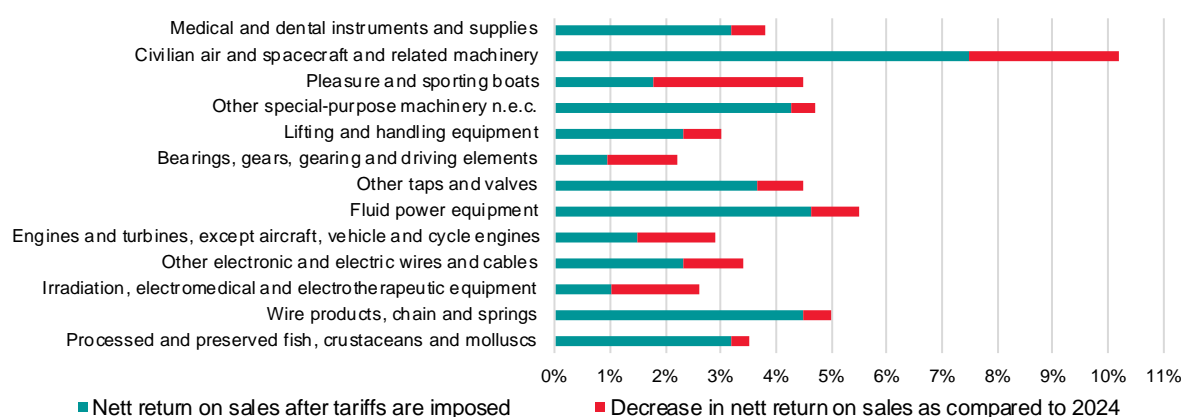 Medical and dental instruments and supplies
Civilian air and spacecraft and related machinery
Pleasure and sporting boats
Other special-purpose machinery n.e.c.
Lifting and handling equipment
Bearings, gears, gearing and driving elements
Other taps and valves
Fluid power equipment
Engines and turbines, except aircraft, vehicle and cycle engines
Other electronic and electric wires and cables
Irradiation, electromedical and electrotherapeutic equipment
Wire products, chain and springs
Processed and preserved fish, crustaceans and molluscs
0% 1% 2% 3% 4% 5% 6% 7% 8% 9% 10% 11%
Nett return on sales after tariffs are imposed Decrease in nett return on sales as compared to 2024